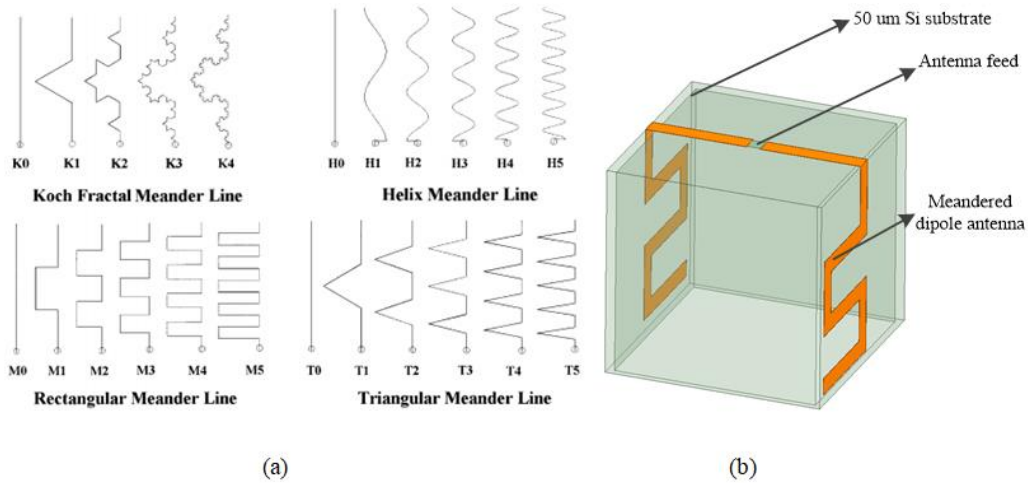 K0 K1 K2 K3 K4
Koch Fractal Meander Line
H0 H1 H2 H3 H4 H5
Helix Meander Line
M0 M1 M2 M3 M4 M5
Rectangular Meander Line
T0 T1 T2 T3 T4 T5
Triangular Meander Line
(a)
50 um Si substrate
Antenna feed
Meandered
dipole antenna
(b)